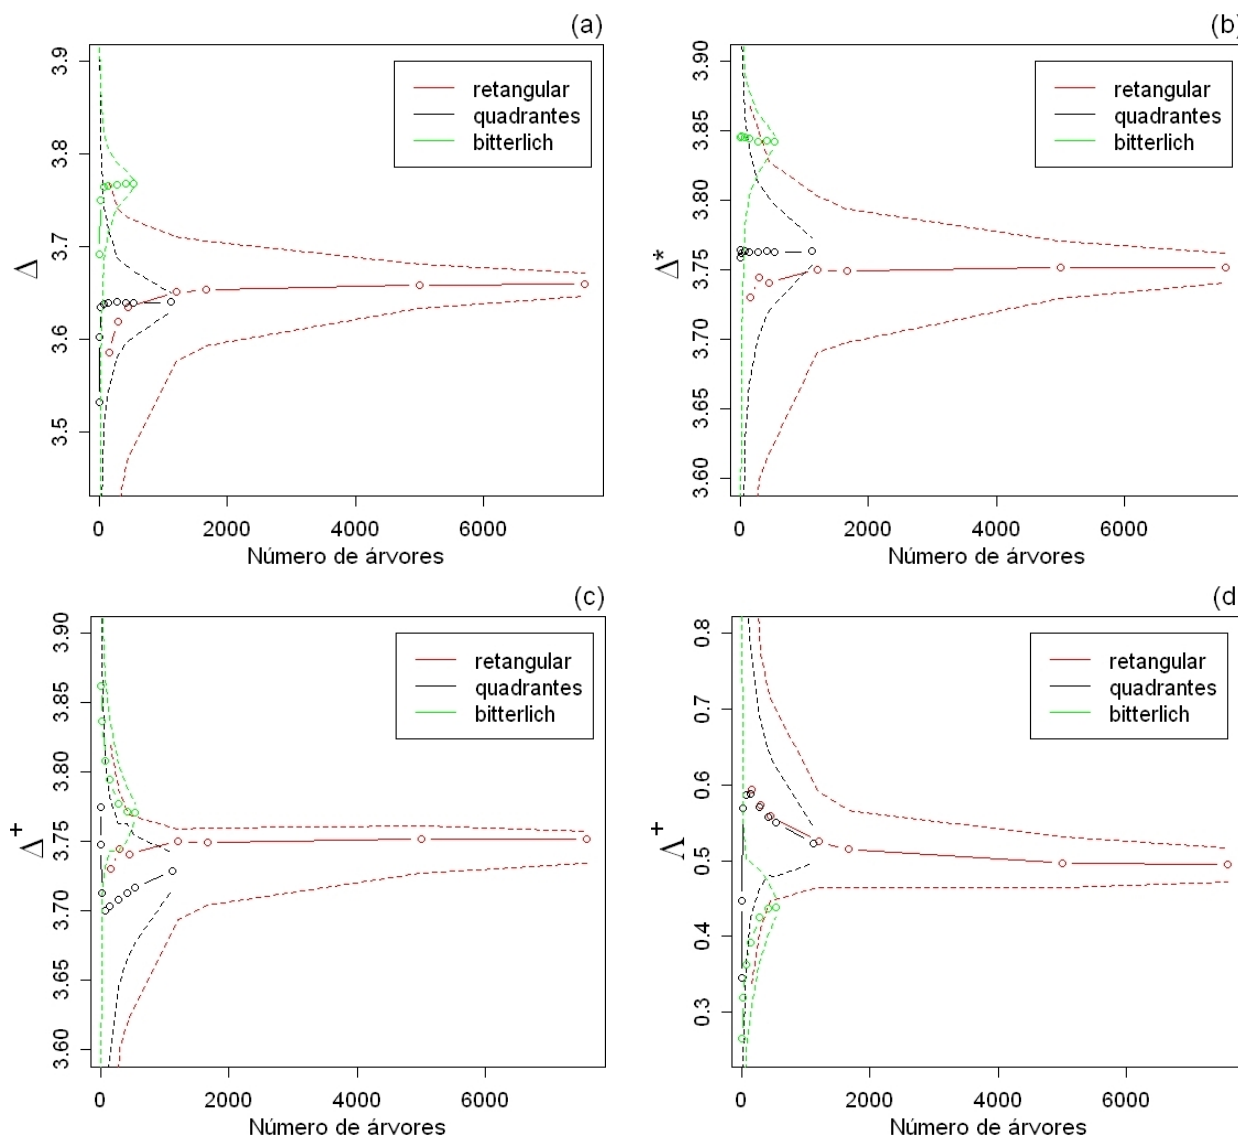 (a)
3.9
3.8
3.7
3.6
3.5
Δ
retangular
quadrantes
bitterlich
0 2000 4000 6000
Número de árvores
(b)
3.90
3.85
3.80
3.75
3.70
3.65
3.60
Δ*
retangular
quadrantes
bitterlich
0 2000 4000 6000
Número de árvores
(c)
3.90
3.85
3.80
3.75
3.70
3.65
3.60
Δ+
retangular
quadrantes
bitterlich
0 2000 4000 6000
Número de árvores
(d)
0.8
0.7
0.6
0.5
0.4
0.3
Λ+
retangular
quadrantes
bitterlich
0 2000 4000 6000
Número de árvores